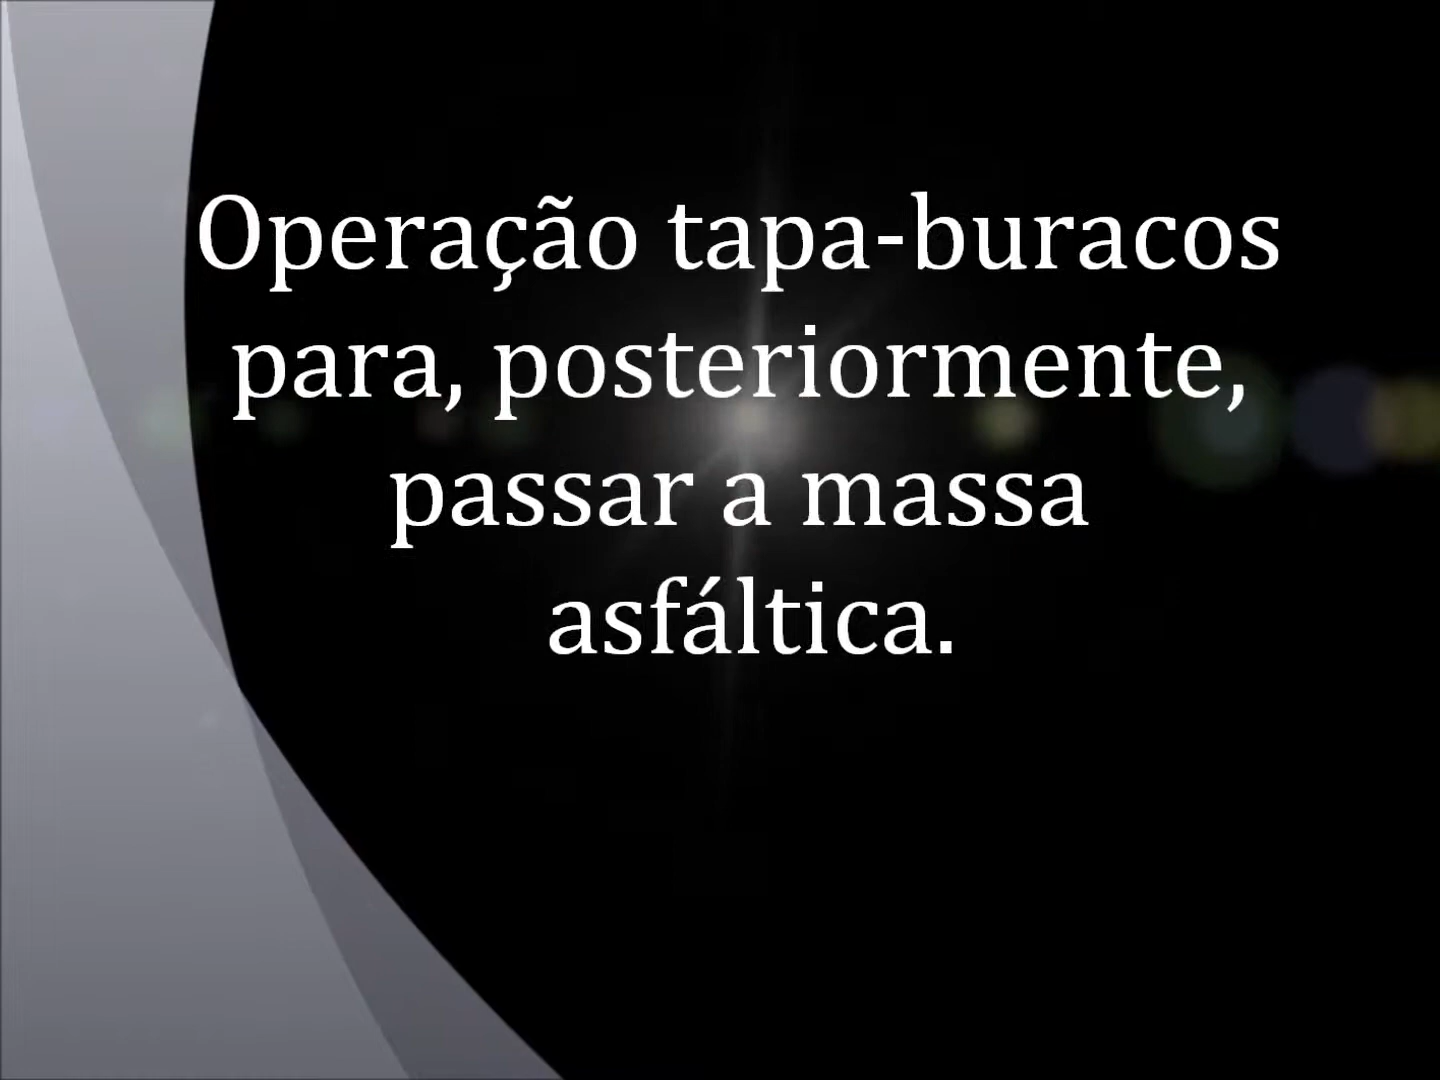 Operação tapa-buracos
para, posteriormente,
passar a massa
asfáltica.